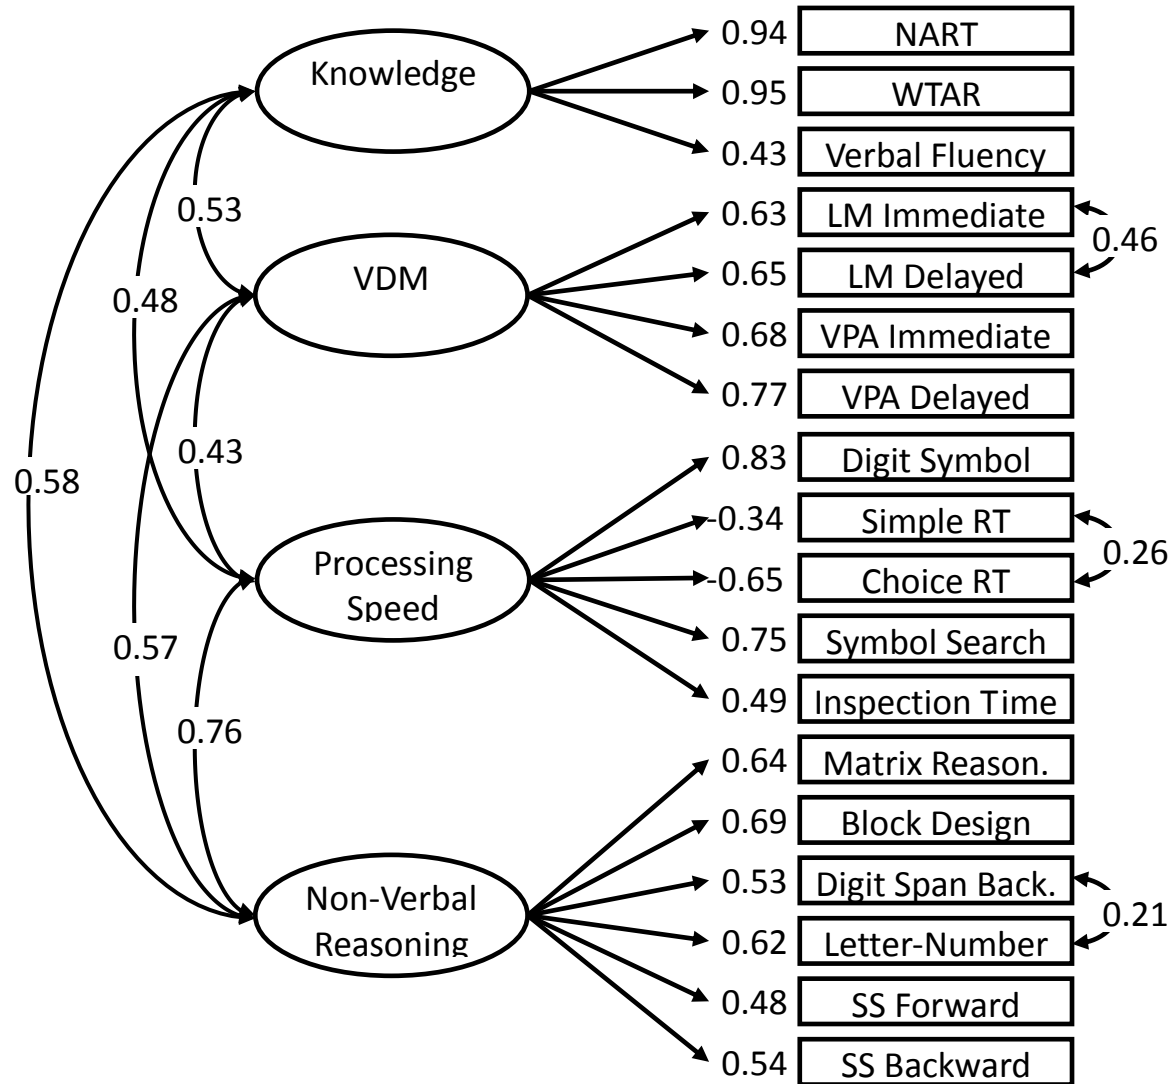 0.94 NART
Knowledge
0.95 WTAR
0.43 Verbal Fluency
0.53
0.63 LM Immediate
0.46
VDM
0.65 LM Delayed
0.48
0.68 VPA Immediate
0.77 VPA Delayed
0.43
0.83 Digit Symbol
0.58
-0.34 Simple RT
0.26
Processing
Speed
-0.65 Choice RT
0.57
0.75 Symbol Search
0.49 Inspection Time
0.76
0.64 Matrix Reason.
0.69 Block Design
0.53 Digit Span Back.
0.21
Non-Verbal
Reasoning
0.62 Letter-Number
0.48 SS Forward
0.54 SS Backward